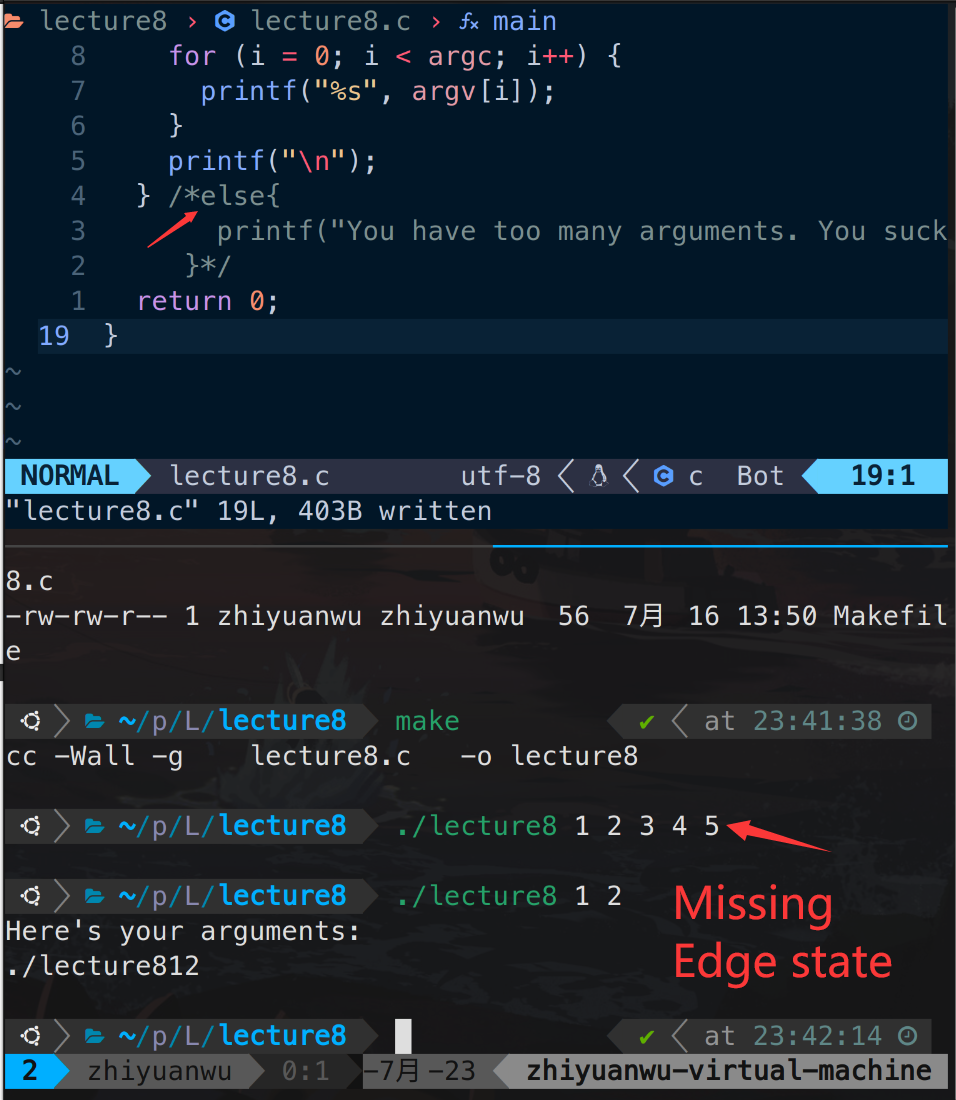 lecture8 › lecture8.c › main
8 for (i = 0; i < argc; i++) {
7 printf("%s", argv[i]);
6 }
5 printf("\n");
4 } /*else{
3 printf("You have too many arguments. You suck
2 }*/
1 return 0;
19 }
~
~
~
NORMAL lecture8.c utf-8 c Bot 19:1
"lecture8.c" 19L, 403B written
8.c
-rw-rw-r-- 1 zhiyuanwu zhiyuanwu 56 7月 16 13:50 Makefil
e
~/p/L/lecture8 make ✔ at 23:41:38
cc -Wall -g lecture8.c -o lecture8
~/p/L/lecture8 ./lecture8 1 2 3 4 5
~/p/L/lecture8 ./lecture8 1 2
Here's your arguments:
./lecture812
Missing
Edge state
~/p/L/lecture8 ✔ at 23:42:14
2 zhiyuanwu 0:1 -7月-23 zhiyuanwu-virtual-machine